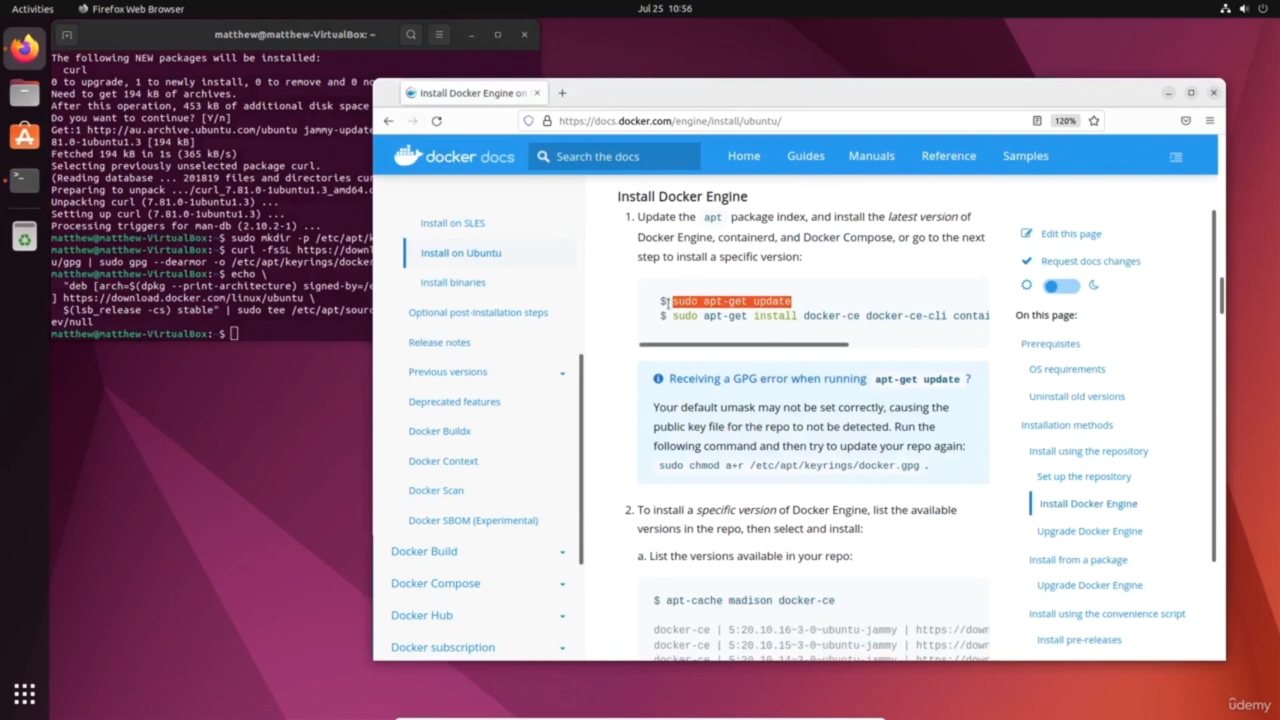 Activities
Firefox Web Browser
Jul 25 10:56
matthew@matthew-VirtualBox: ~
The following NEW packages will be installed:
curl
0 to upgrade, 1 to newly install, 0 to remove and 0 no
Need to get 194 kB of archives.
After this operation, 453 kB of additional disk space
Do you want to continue? [Y/n]
Get:1 http://au.archive.ubuntu.com/ubuntu jammy-update
81.0-1ubuntu1.3 [194 kB]
Fetched 194 kB in 1s (365 kB/s)
Selecting previously unselected package curl.
(Reading database ... 201819 files and directories cur
Preparing to unpack .../curl_7.81.0-1ubuntu1.3_amd64.d
Unpacking curl (7.81.0-1ubuntu1.3) ...
Setting up curl (7.81.0-1ubuntu1.3) ...
Processing triggers for man-db (2.10.2-1) ...
matthew@matthew-VirtualBox:~$ sudo mkdir -p /etc/apt/k
matthew@matthew-VirtualBox:~$ curl -fsSL https://downl
u/gpg | sudo gpg --dearmor -o /etc/apt/keyrings/docker
matthew@matthew-VirtualBox:~$ echo \
"deb [arch=$(dpkg --print-architecture) signed-by=/e
] https://download.docker.com/linux/ubuntu \
$(lsb_release -cs) stable" | sudo tee /etc/apt/sourc
ev/null
matthew@matthew-VirtualBox:~$
Install Docker Engine on
https://docs.docker.com/engine/install/ubuntu/
120%
docker docs
Search the docs
Home
Guides
Manuals
Reference
Samples
Install on SLES
Install on Ubuntu
Install binaries
Optional post-installation steps
Release notes
Previous versions
Deprecated features
Docker Buildx
Docker Context
Docker Scan
Docker SBOM (Experimental)
Docker Build
Docker Compose
Docker Hub
Docker subscription
Install Docker Engine
1. Update the apt package index, and install the latest version of
Docker Engine, containerd, and Docker Compose, or go to the next
step to install a specific version:
$ sudo apt-get update
$ sudo apt-get install docker-ce docker-ce-cli contai
Receiving a GPG error when running apt-get update ?
Your default umask may not be set correctly, causing the
public key file for the repo to not be detected. Run the
following command and then try to update your repo again:
sudo chmod a+r /etc/apt/keyrings/docker.gpg .
2. To install a specific version of Docker Engine, list the available
versions in the repo, then select and install:
a. List the versions available in your repo:
$ apt-cache madison docker-ce
docker-ce | 5:20.10.16~3-0~ubuntu-jammy | https://down
docker-ce | 5:20.10.15~3-0~ubuntu-jammy | https://down
docker-ce | 5:20.10.14~3-0~ubuntu-jammy | https://down
Edit this page
Request docs changes
On this page:
Prerequisites
OS requirements
Uninstall old versions
Installation methods
Install using the repository
Set up the repository
Install Docker Engine
Upgrade Docker Engine
Install from a package
Upgrade Docker Engine
Install using the convenience script
Install pre-releases
ûdemy